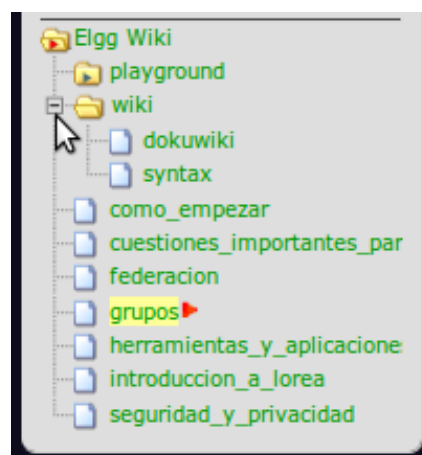 Elgg Wiki
playground
wiki
dokuwiki
syntax
como_empezar
cuestiones_importantes_par
federacion
grupos
herramientas_y_aplicacione
introduccion_a_lorea
seguridad_y_privacidad